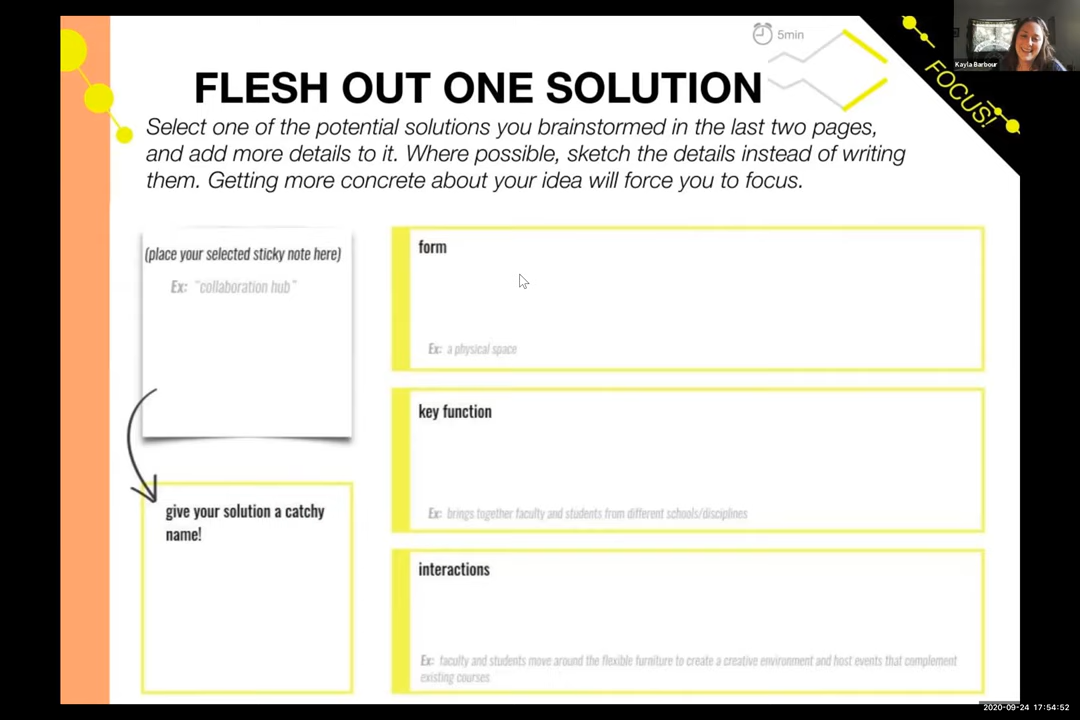 5min
Kayla Barbour
FOCUS!
FLESH OUT ONE SOLUTION
Select one of the potential solutions you brainstormed in the last two pages,
and add more details to it. Where possible, sketch the details instead of writing
them. Getting more concrete about your idea will force you to focus.
(place your selected sticky note here)
Ex: "collaboration hub"
give your solution a catchy
name!
form
Ex: a physical space
key function
Ex: brings together faculty and students from different schools/disciplines
interactions
Ex: faculty and students move around the flexible furniture to create a creative environment and host events that complement
existing courses
2020-09-24 17:54:52